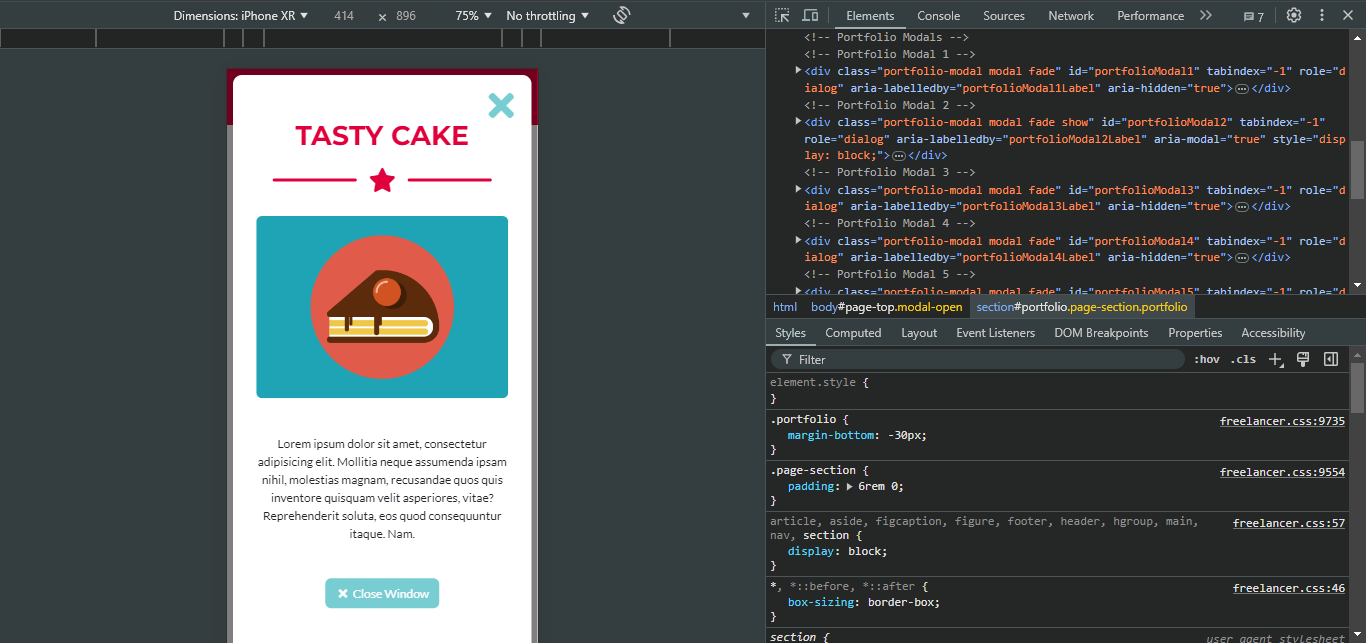 Dimensions: iPhone XR ▼ 414 × 896 75% ▼ No throttling ▼
Elements Console Sources Network Performance >> 7
TASTY CAKE
Lorem ipsum dolor sit amet, consectetur
adipisicing elit. Mollitia neque assumenda ipsam
nihil, molestias magnam, recusandae quos quis
inventore quisquam velit asperiores, vitae?
Reprehenderit soluta, eos quod consequuntur
itaque. Nam.
Close Window
<!-- Portfolio Modals -->
<!-- Portfolio Modal 1 -->
<div class="portfolio-modal modal fade" id="portfolioModal1" tabindex="-1" role="d
ialog" aria-labelledby="portfolioModal1Label" aria-hidden="true">…</div>
<!-- Portfolio Modal 2 -->
<div class="portfolio-modal modal fade show" id="portfolioModal2" tabindex="-1"
role="dialog" aria-labelledby="portfolioModal2Label" aria-modal="true" style="disp
lay: block;">…</div>
<!-- Portfolio Modal 3 -->
<div class="portfolio-modal modal fade" id="portfolioModal3" tabindex="-1" role="d
ialog" aria-labelledby="portfolioModal3Label" aria-hidden="true">…</div>
<!-- Portfolio Modal 4 -->
<div class="portfolio-modal modal fade" id="portfolioModal4" tabindex="-1" role="d
ialog" aria-labelledby="portfolioModal4Label" aria-hidden="true">…</div>
<!-- Portfolio Modal 5 -->
<div class="portfolio-modal modal fade" id="portfolioModal5" tabindex="-1" role="d
html body#page-top.modal-open section#portfolio.page-section.portfolio
Styles Computed Layout Event Listeners DOM Breakpoints Properties Accessibility
Filter :hov .cls
element.style {
}
.portfolio { freelancer.css:9735
margin-bottom: -30px;
}
.page-section { freelancer.css:9554
padding: ▶ 6rem 0;
}
article, aside, figcaption, figure, footer, header, hgroup, main, freelancer.css:57
nav, section {
display: block;
}
*, *::before, *::after { freelancer.css:46
box-sizing: border-box;
}
section { user agent stylesheet